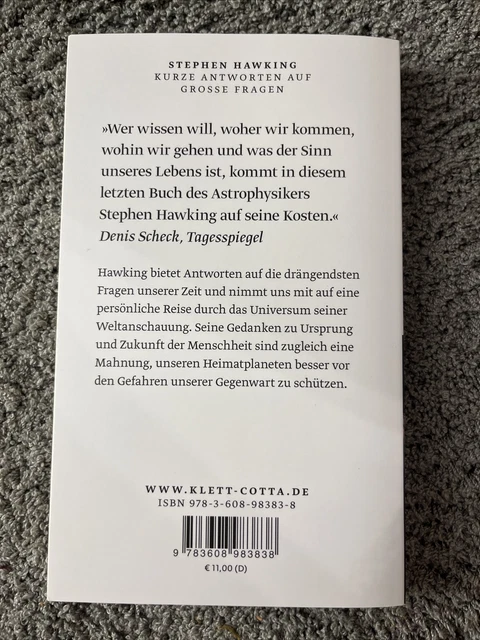 STEPHEN HAWKING
KURZE ANTWORTEN AUF
GROSSE FRAGEN
»Wer wissen will, woher wir kommen,
wohin wir gehen und was der Sinn
unseres Lebens ist, kommt in diesem
letzten Buch des Astrophysikers
Stephen Hawking auf seine Kosten.«
Denis Scheck, Tagesspiegel
Hawking bietet Antworten auf die drängendsten
Fragen unserer Zeit und nimmt uns mit auf eine
persönliche Reise durch das Universum seiner
Weltanschauung. Seine Gedanken zu Ursprung
und Zukunft der Menschheit sind zugleich eine
Mahnung, unseren Heimatplaneten besser vor
den Gefahren unserer Gegenwart zu schützen.
WWW.KLETT-COTTA.DE
ISBN 978-3-608-98383-8
9 783608 983838
€ 11,00 (D)